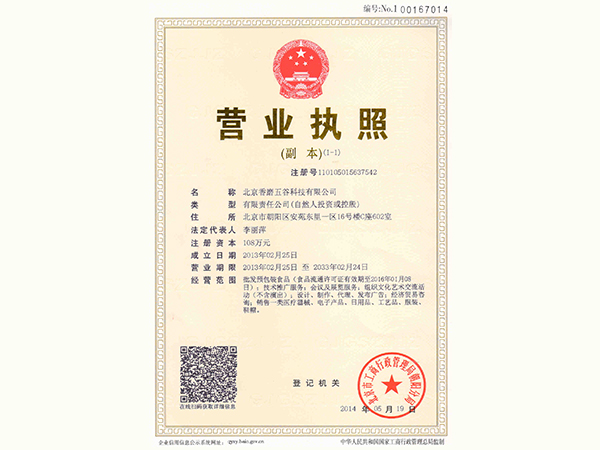 编号:No.1 00167014
营业执照
(副 本)(1-1)
注册号110105015637542
名 称 北京香磨五谷科技有限公司
类 型 有限责任公司(自然人投资或控股)
住 所 北京市朝阳区安苑东里一区16号楼C座602室
法定代表人 李丽萍
注册资本 108万元
成立日期 2013年02月25日
营业期限 2013年02月25日 至 2033年02月24日
经营范围 批发预包装食品(食品流通许可证有效期至2016年01月08
日);技术推广服务;会议及展览服务;组织文化艺术交流活
动(不含演出);设计、制作、代理、发布广告;经济贸易咨
询;销售一类医疗器械、电子产品、日用品、工艺品、服装、
鞋帽。
在线扫码获取详细信息
登记机关
北京市工商行政管理局朝阳分局
2014 年 05 月 19 日
企业信用信息公示系统网址: qyxy.baic.gov.cn
中华人民共和国国家工商行政管理总局监制